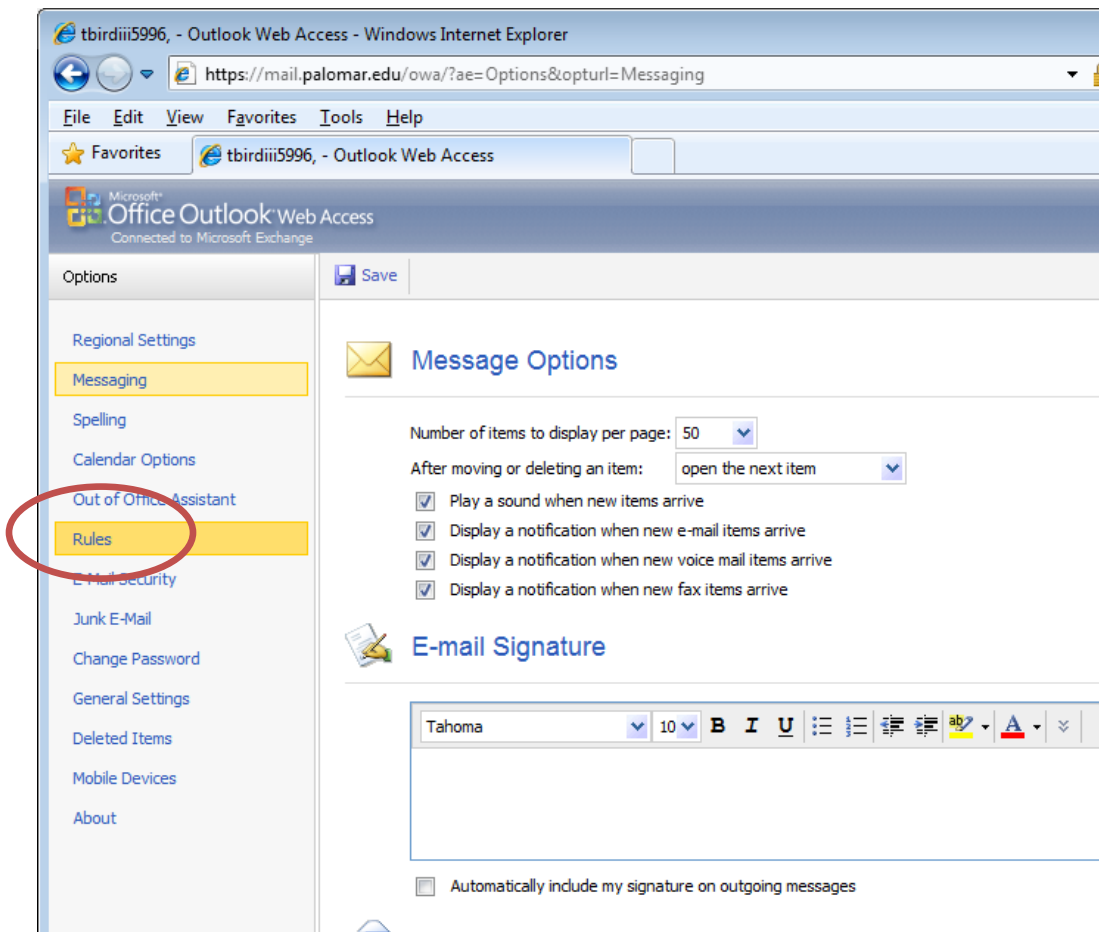 tbirdiii5996, - Outlook Web Access - Windows Internet Explorer
https://mail.palomar.edu/owa/?ae=Options&opturl=Messaging
File Edit View Favorites Tools Help
Favorites tbirdiii5996, - Outlook Web Access
Microsoft®
Office Outlook® Web Access
Connected to Microsoft Exchange
Options
Save
Regional Settings
Messaging
Spelling
Calendar Options
Out of Office Assistant
Rules
E-Mail Security
Junk E-Mail
Change Password
General Settings
Deleted Items
Mobile Devices
About
Message Options
Number of items to display per page: 50
After moving or deleting an item: open the next item
Play a sound when new items arrive
Display a notification when new e-mail items arrive
Display a notification when new voice mail items arrive
Display a notification when new fax items arrive
E-mail Signature
Tahoma 10 B I U ab A
Automatically include my signature on outgoing messages